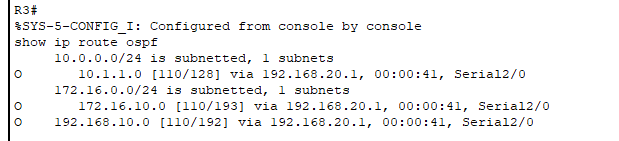 R3#
%SYS-5-CONFIG_I: Configured from console by console
show ip route ospf
     10.0.0.0/24 is subnetted, 1 subnets
O       10.1.1.0 [110/128] via 192.168.20.1, 00:00:41, Serial2/0
     172.16.0.0/24 is subnetted, 1 subnets
O       172.16.10.0 [110/193] via 192.168.20.1, 00:00:41, Serial2/0
O    192.168.10.0 [110/192] via 192.168.20.1, 00:00:41, Serial2/0